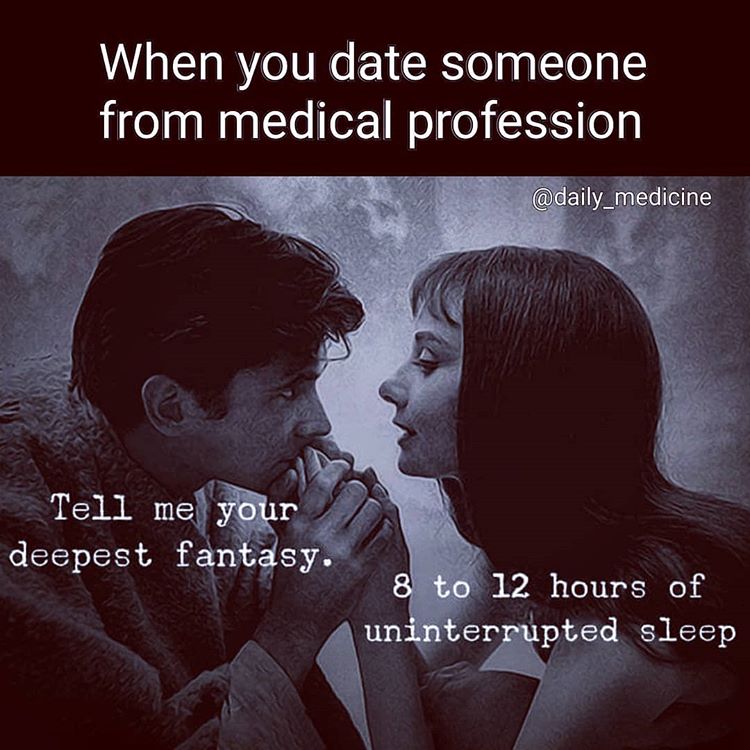 When you date someone
from medical profession
@daily_medicine
Tell me your
deepest fantasy.
8 to 12 hours of
uninterrupted sleep